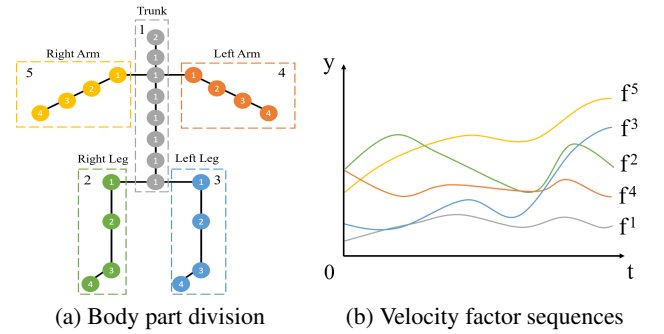 Trunk
1
2
1
1
1
1
1
1
1
Right Arm
5
1
2
3
4
Left Arm
4
1
2
3
4
Right Leg
2
1
2
3
4
Left Leg
3
1
2
3
4
(a) Body part division
y
f⁵
f³
f²
f⁴
f¹
0
t
(b) Velocity factor sequences